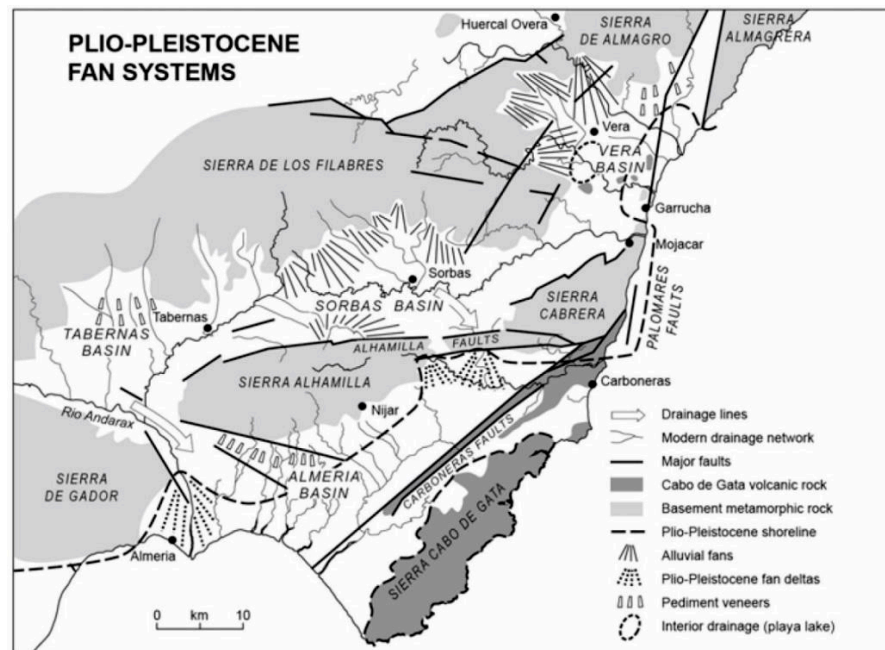 PLIO-PLEISTOCENE
FAN SYSTEMS
Huercal Overa
SIERRA
DE ALMAGRO
SIERRA
ALMAGRERA
Vera
VERA
BASIN
SIERRA DE LOS FILABRES
Garrucha
Mojacar
Sorbas
SORBAS BASIN
SIERRA
CABRERA
PALOMARES
FAULTS
Tabernas
TABERNAS
BASIN
ALHAMILLA FAULTS
SIERRA ALHAMILLA
Carboneras
Nijar
Rio Andarax
CARBONERAS FAULTS
ALMERIA
BASIN
SIERRA
DE GADOR
SIERRA CABO DE GATA
Almeria
0 km 10
Drainage lines
Modern drainage network
Major faults
Cabo de Gata volcanic rock
Basement metamorphic rock
Plio-Pleistocene shoreline
Alluvial fans
Plio-Pleistocene fan deltas
Pediment veneers
Interior drainage (playa lake)